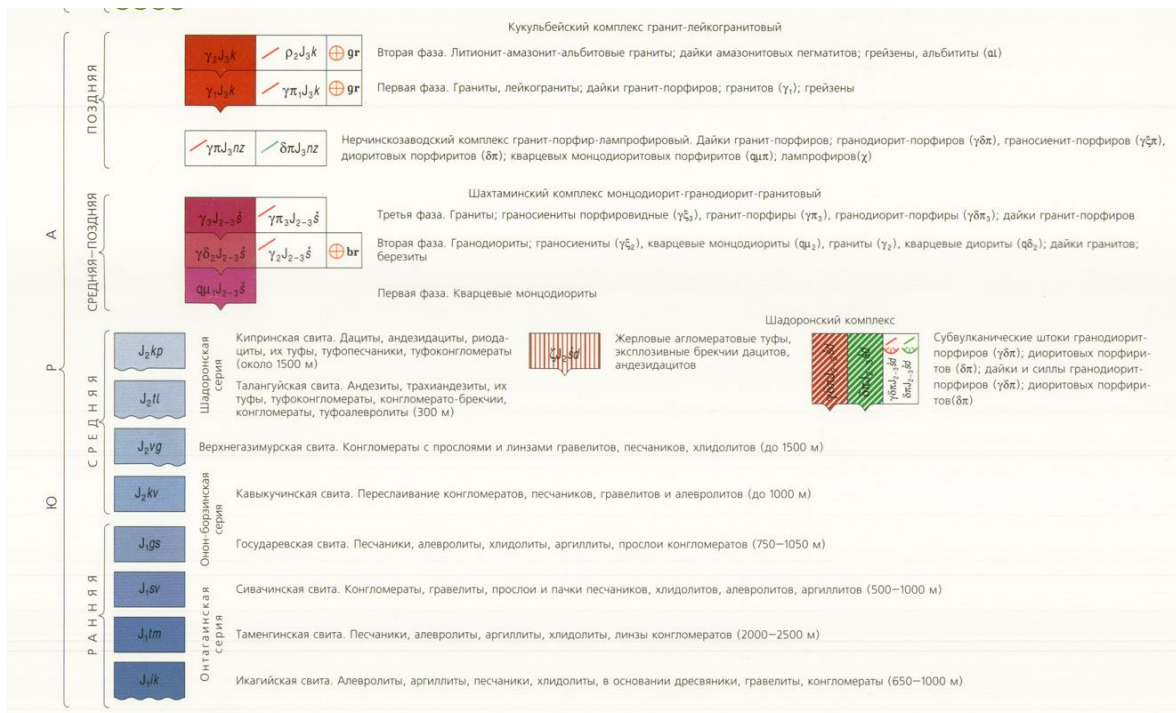 Кукульбейский комплекс гранит-лейкогранитовый
γ₂J₃k ρ₂J₃k gr Вторая фаза. Литионит-амазонит-альбитовые граниты; дайки амазонитовых пегматитов; грейзены, альбититы (al)
γ₁J₃k γπ₁J₃k gr Первая фаза. Граниты, лейкограниты; дайки гранит-порфиров; гранитов (γ₁); грейзены
ПОЗДНЯЯ
γπJ₃nz δπJ₃nz
Нерчинскозаводский комплекс гранит-порфир-лампрофировый. Дайки гранит-порфиров; гранодиорит-порфиров (γδπ), граносиенит-порфиров (γξπ),
диоритовых порфиритов (δπ); кварцевых монцодиоритовых порфиритов (qμπ); лампрофиров(χ)
Шахтаминский комплекс монцодиорит-гранодиорит-гранитовый
γ₃J₂₋₃š γπ₃J₂₋₃š Третья фаза. Граниты; граносиениты порфировидные (γξ₃), гранит-порфиры (γπ₃), гранодиорит-порфиры (γδπ₃); дайки гранит-порфиров
γδ₂J₂₋₃š γ₂J₂₋₃š br Вторая фаза. Гранодиориты; граносиениты (γξ₂), кварцевые монцодиориты (qμ₂), граниты (γ₂), кварцевые диориты (qδ₂); дайки гранитов;
березиты
qμ₁J₂₋₃š Первая фаза. Кварцевые монцодиориты
СРЕДНЯЯ–ПОЗДНЯЯ
Шадоронский комплекс
J₂kp
Кипринская свита. Дациты, андезидациты, риода-
циты, их туфы, туфопесчаники, туфоконгломераты
(около 1500 м)
ζJ₂šd
Жерловые агломератовые туфы,
эксплозивные брекчии дацитов,
андезидацитов
γδπJ₂₋₃šd δπJ₂₋₃šd γδπJ₂₋₃šd δπJ₂₋₃šd
Субвулканические штоки гранодиорит-
порфиров (γδπ); диоритовых порфири-
тов (δπ); дайки и силлы гранодиорит-
порфиров (γδπ); диоритовых порфири-
тов(δπ)
J₂tl
Талангуйская свита. Андезиты, трахиандезиты, их
туфы, туфоконгломераты, конгломерато-брекчии,
конгломераты, туфоалевролиты (300 м)
Шадоронская
серия
J₂vg Верхнегазимурская свита. Конгломераты с прослоями и линзами гравелитов, песчаников, хлидолитов (до 1500 м)
J₂kv Кавыкучинская свита. Переслаивание конгломератов, песчаников, гравелитов и алевролитов (до 1000 м)
СРЕДНЯЯ
J₁gs Государевская свита. Песчаники, алевролиты, хлидолиты, аргиллиты, прослои конгломератов (750–1050 м)
Онон-борзинская
серия
J₁sv Сивачинская свита. Конгломераты, гравелиты, прослои и пачки песчаников, хлидолитов, алевролитов, аргиллитов (500–1000 м)
J₁tm Таменгинская свита. Песчаники, алевролиты, аргиллиты, хлидолиты, линзы конгломератов (2000–2500 м)
J₁ik Икагийская свита. Алевролиты, аргиллиты, песчаники, хлидолиты, в основании дресвяники, гравелиты, конгломераты (650–1000 м)
Онтагаинская
серия
РАННЯЯ
ЮРА